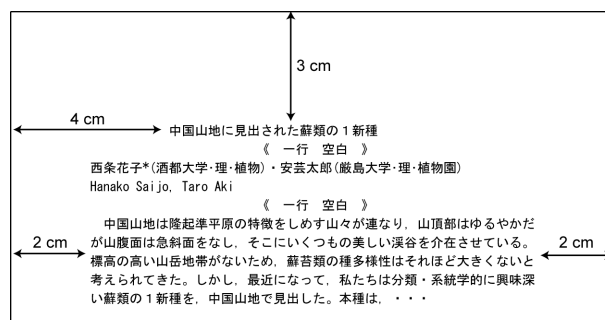 3 cm
4 cm
中国山地に見出された蘚類の1新種
《 一行 空白 》
西条花子*(酒都大学・理・植物)・安芸太郎(厳島大学・理・植物園)
Hanako Saijo, Taro Aki
《 一行 空白 》
中国山地は隆起準平原の特徴をしめす山々が連なり，山頂部はゆるやかだ
が山腹面は急斜面をなし，そこにいくつもの美しい渓谷を介在させている。
2 cm
2 cm
標高の高い山岳地帯がないため，蘚苔類の種多様性はそれほど大きくないと
考えられてきた。しかし，最近になって，私たちは分類・系統学的に興味深
い蘚類の1新種を，中国山地で見出した。本種は，・・・